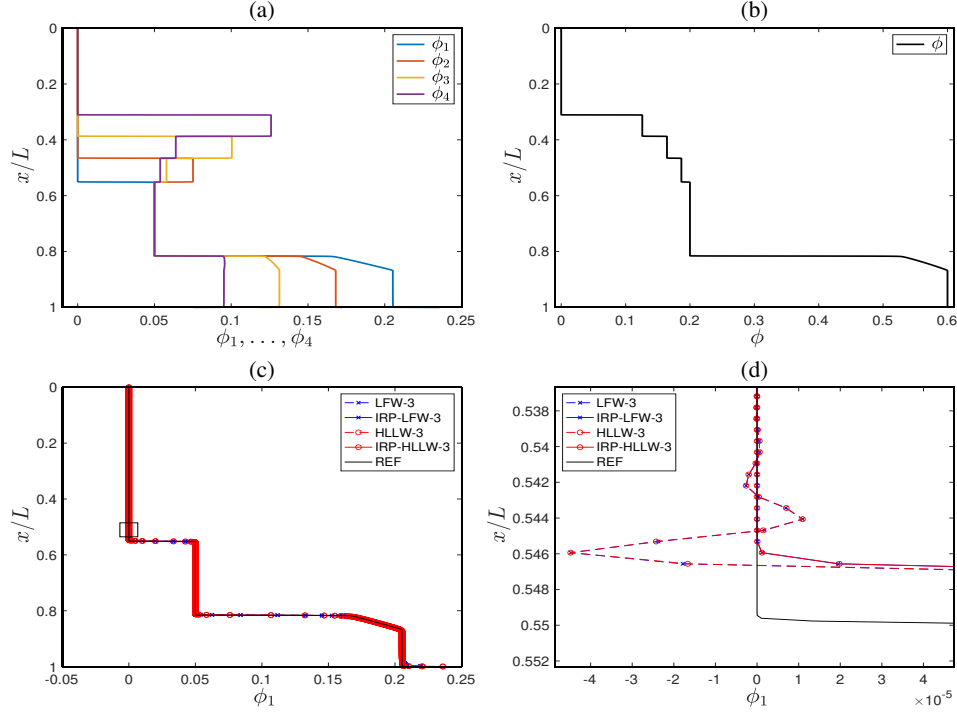 (a)
x/L
0
0.2
0.4
0.6
0.8
1
0
0.05
0.1
0.15
0.2
0.25
ϕ₁, . . . , ϕ₄
ϕ₁
ϕ₂
ϕ₃
ϕ₄
(b)
x/L
0
0.2
0.4
0.6
0.8
1
0
0.1
0.2
0.3
0.4
0.5
0.6
ϕ
ϕ
(c)
x/L
0
0.2
0.4
0.6
0.8
1
-0.05
0
0.05
0.1
0.15
0.2
0.25
ϕ₁
LFW-3
IRP-LFW-3
HLLW-3
IRP-HLLW-3
REF
(d)
x/L
0.538
0.54
0.542
0.544
0.546
0.548
0.55
0.552
-4
-3
-2
-1
0
1
2
3
4
×10⁻⁵
ϕ₁
LFW-3
IRP-LFW-3
HLLW-3
IRP-HLLW-3
REF